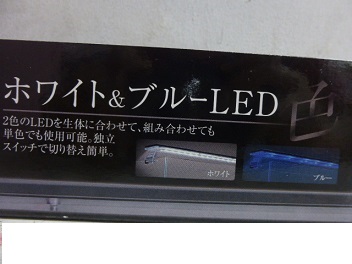 ホワイト&ブルーLED
色
2色のLEDを生体に合わせて、組み合わせても
単色でも使用可能。独立
スイッチで切り替え簡単。
ホワイト
ブルー